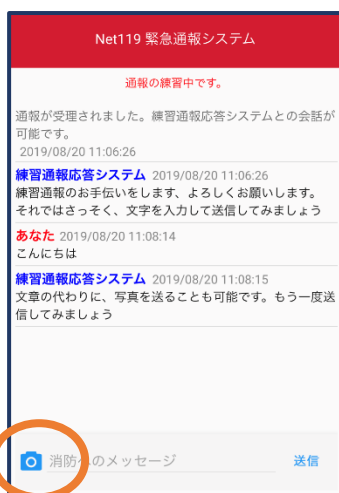 Net119 緊急通報システム
通報の練習中です。
通報が受理されました。練習通報応答システムとの会話が
可能です。
2019/08/20 11:06:26
練習通報応答システム 2019/08/20 11:06:26
練習通報のお手伝いをします、よろしくお願いします。
それではさっそく、文字を入力して送信してみましょう
あなた 2019/08/20 11:08:14
こんにちは
練習通報応答システム 2019/08/20 11:08:15
文章の代わりに、写真を送ることも可能です。もう一度送
信してみましょう
消防へのメッセージ 送信